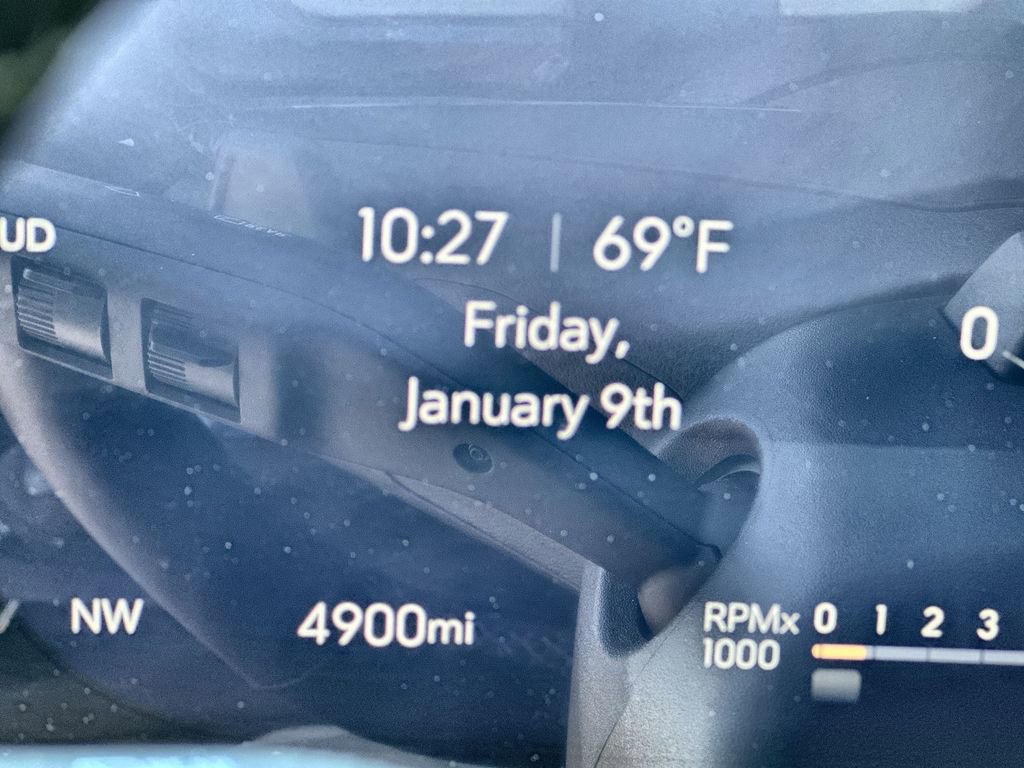 10:27 | 69°F
UD
Friday,
0
January 9th
NW
4900mi
RPMx 0 1 2 3
1000